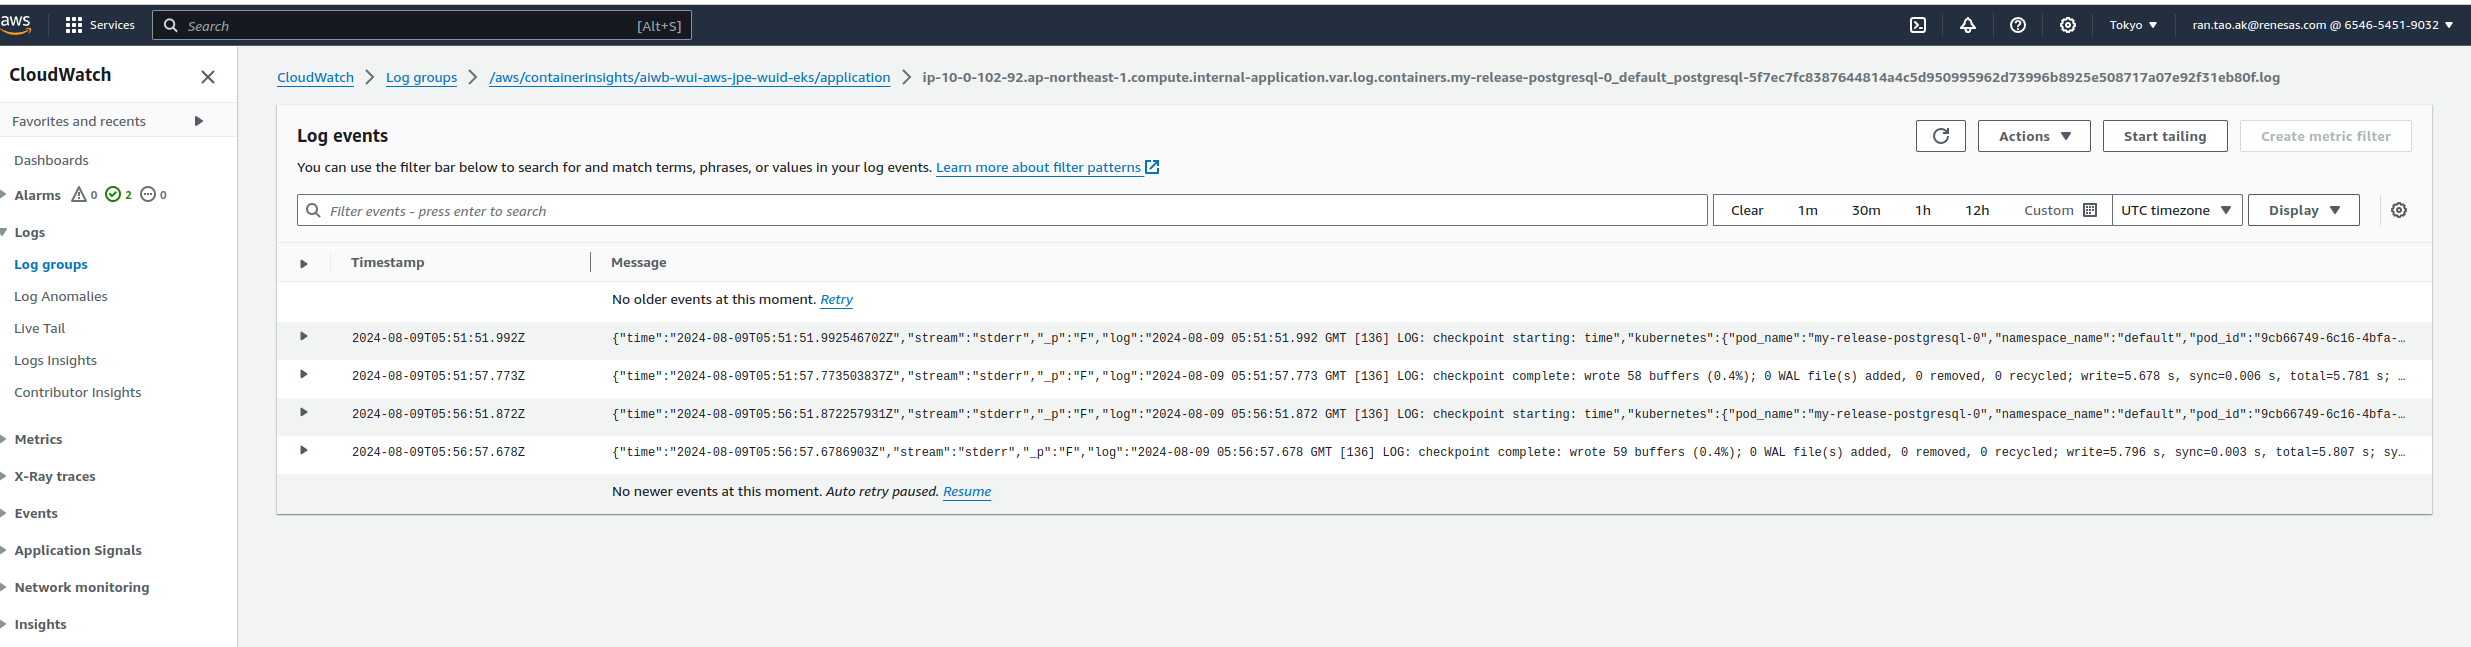 aws
Services
Search [Alt+S]
Tokyo
ran.tao.ak@renesas.com @ 6546-5451-9032
CloudWatch
Favorites and recents
Dashboards
Alarms 0 2 0
Logs
Log groups
Log Anomalies
Live Tail
Logs Insights
Contributor Insights
Metrics
X-Ray traces
Events
Application Signals
Network monitoring
Insights
CloudWatch
Log groups
/aws/containerinsights/aiwb-wui-aws-jpe-wuid-eks/application
ip-10-0-102-92.ap-northeast-1.compute.internal-application.var.log.containers.my-release-postgresql-0_default_postgresql-5f7ec7fc8387644814a4c5d950995962d73996b8925e508717a07e92f31eb80f.log
Log events
Actions
Start tailing
Create metric filter
You can use the filter bar below to search for and match terms, phrases, or values in your log events. Learn more about filter patterns
Filter events - press enter to search
Clear 1m 30m 1h 12h Custom UTC timezone Display
Timestamp Message
No older events at this moment. Retry
2024-08-09T05:51:51.992Z {"time":"2024-08-09T05:51:51.992546702Z","stream":"stderr","_p":"F","log":"2024-08-09 05:51:51.992 GMT [136] LOG: checkpoint starting: time","kubernetes":{"pod_name":"my-release-postgresql-0","namespace_name":"default","pod_id":"9cb66749-6c16-4bfa-…
2024-08-09T05:51:57.773Z {"time":"2024-08-09T05:51:57.773503837Z","stream":"stderr","_p":"F","log":"2024-08-09 05:51:57.773 GMT [136] LOG: checkpoint complete: wrote 58 buffers (0.4%); 0 WAL file(s) added, 0 removed, 0 recycled; write=5.678 s, sync=0.006 s, total=5.781 s; …
2024-08-09T05:56:51.872Z {"time":"2024-08-09T05:56:51.872257931Z","stream":"stderr","_p":"F","log":"2024-08-09 05:56:51.872 GMT [136] LOG: checkpoint starting: time","kubernetes":{"pod_name":"my-release-postgresql-0","namespace_name":"default","pod_id":"9cb66749-6c16-4bfa-…
2024-08-09T05:56:57.678Z {"time":"2024-08-09T05:56:57.6786903Z","stream":"stderr","_p":"F","log":"2024-08-09 05:56:57.678 GMT [136] LOG: checkpoint complete: wrote 59 buffers (0.4%); 0 WAL file(s) added, 0 removed, 0 recycled; write=5.796 s, sync=0.003 s, total=5.807 s; sy…
No newer events at this moment. Auto retry paused. Resume